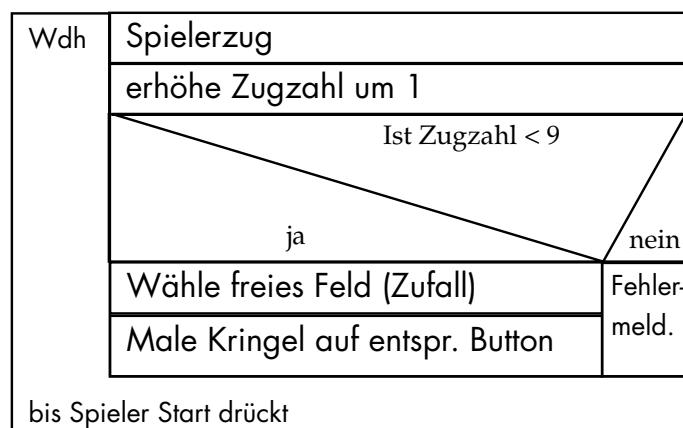 Wdh
Spielerzug
erhöhe Zugzahl um 1
Ist Zugzahl < 9
ja
nein
Wähle freies Feld (Zufall)
Fehler-
meld.
Male Kringel auf entspr. Button
bis Spieler Start drückt